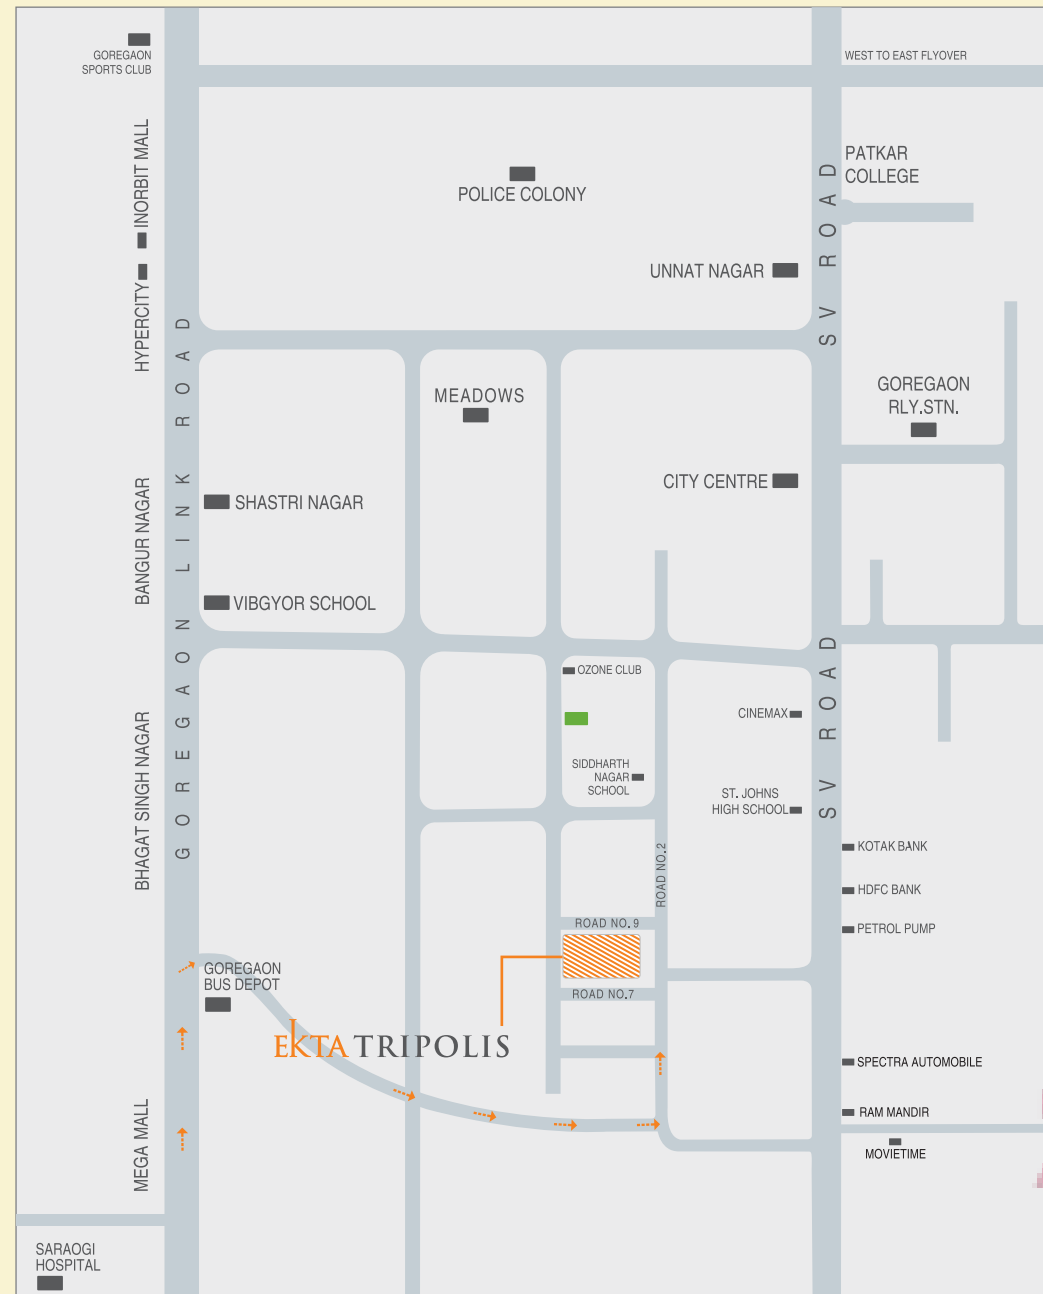 GOREGAON
SPORTS CLUB
WEST TO EAST FLYOVER
INORBIT MALL
POLICE COLONY
PATKAR
COLLEGE
HYPERCITY
UNNAT NAGAR
SV ROAD
GOREGAON LINK ROAD
MEADOWS
GOREGAON
RLY.STN.
BANGUR NAGAR
SHASTRI NAGAR
CITY CENTRE
VIBGYOR SCHOOL
OZONE CLUB
BHAGAT SINGH NAGAR
CINEMAX
SV ROAD
SIDDHARTH
NAGAR
SCHOOL
ST. JOHNS
HIGH SCHOOL
KOTAK BANK
ROAD NO.2
HDFC BANK
ROAD NO. 9
PETROL PUMP
GOREGAON
BUS DEPOT
ROAD NO.7
EKTA TRIPOLIS
SPECTRA AUTOMOBILE
MEGA MALL
RAM MANDIR
MOVIETIME
SARAOGI
HOSPITAL